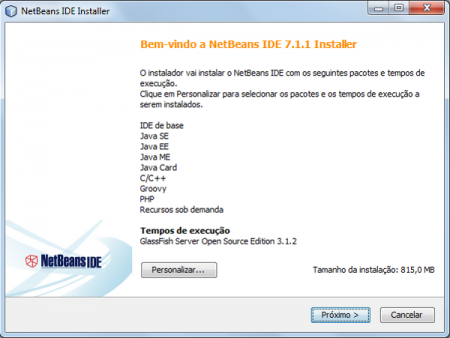 NetBeans IDE Installer
Bem-vindo a NetBeans IDE 7.1.1 Installer
O instalador vai instalar o NetBeans IDE com os seguintes pacotes e tempos de
execução.
Clique em Personalizar para selecionar os pacotes e os tempos de execução a
serem instalados.
IDE de base
Java SE
Java EE
Java ME
Java Card
C/C++
Groovy
PHP
Recursos sob demanda
Tempos de execução
GlassFish Server Open Source Edition 3.1.2
NetBeans IDE
Personalizar...
Tamanho da instalação: 815,0 MB
Próximo >
Cancelar